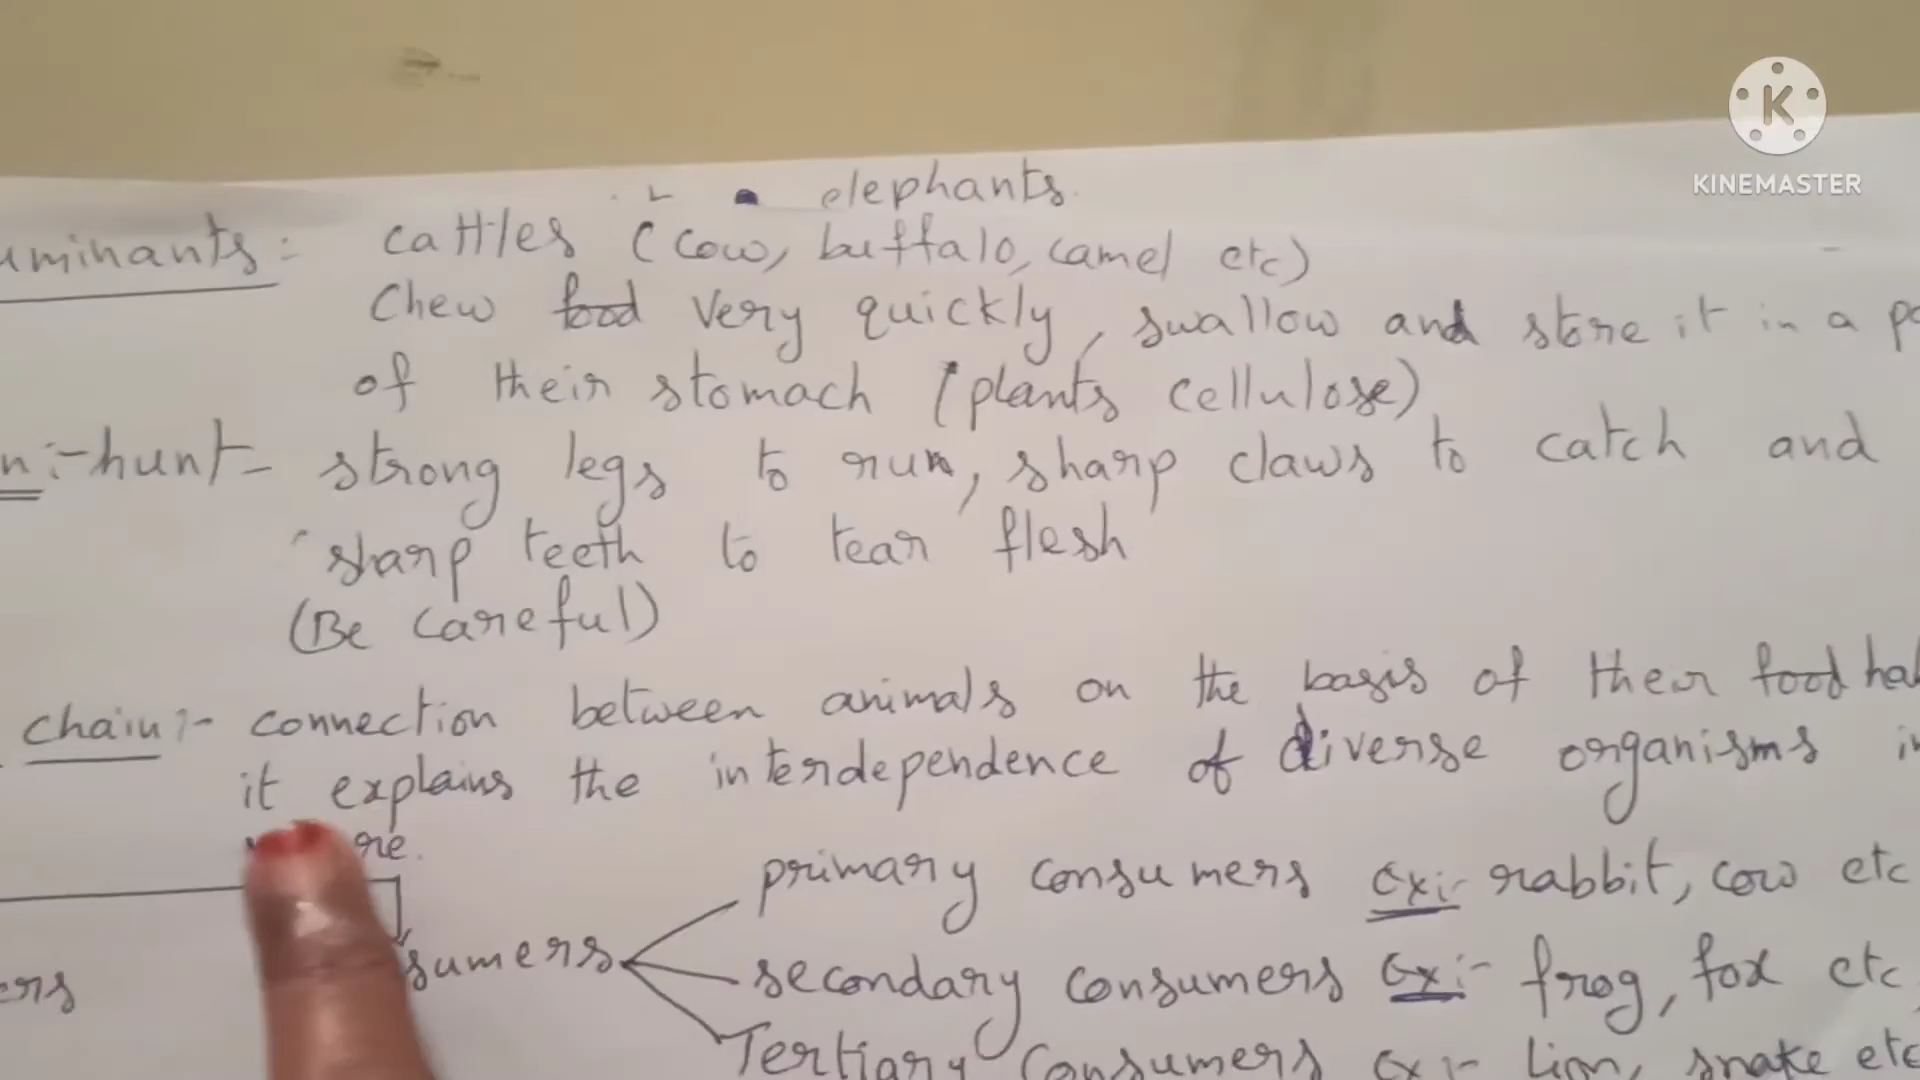 elephants.
uminants:- cattles (cow, buffalo, camel etc)
chew food very quickly, swallow and store it in a pa
of their stomach (plants cellulose)
n:- hunt - strong legs to run, sharp claws to catch and
sharp teeth to tear flesh
(Be careful)
chain:- connection between animals on the basis of their food hab
it explains the interdependence of diverse organisms in
re.
primary consumers ex:- rabbit, cow etc
ers sumers secondary consumers ex:- frog, fox etc
Tertiary consumers ex:- lion, snake etc
K
KINEMASTER